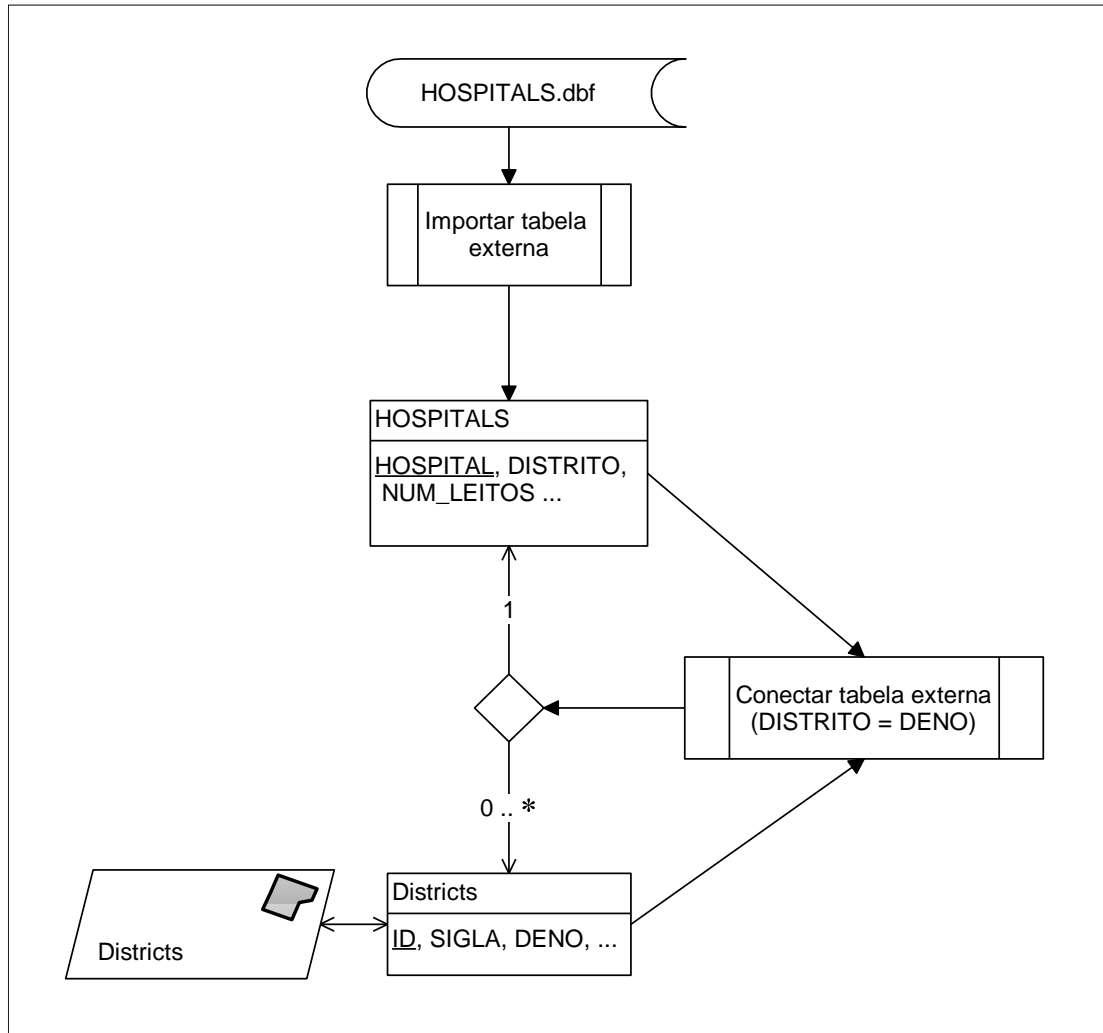 HOSPITALS.dbf
Importar tabela
externa
HOSPITALS
HOSPITAL, DISTRITO,
NUM_LEITOS ...
1
Conectar tabela externa
(DISTRITO = DENO)
0 .. *
Districts
ID, SIGLA, DENO, ...
Districts